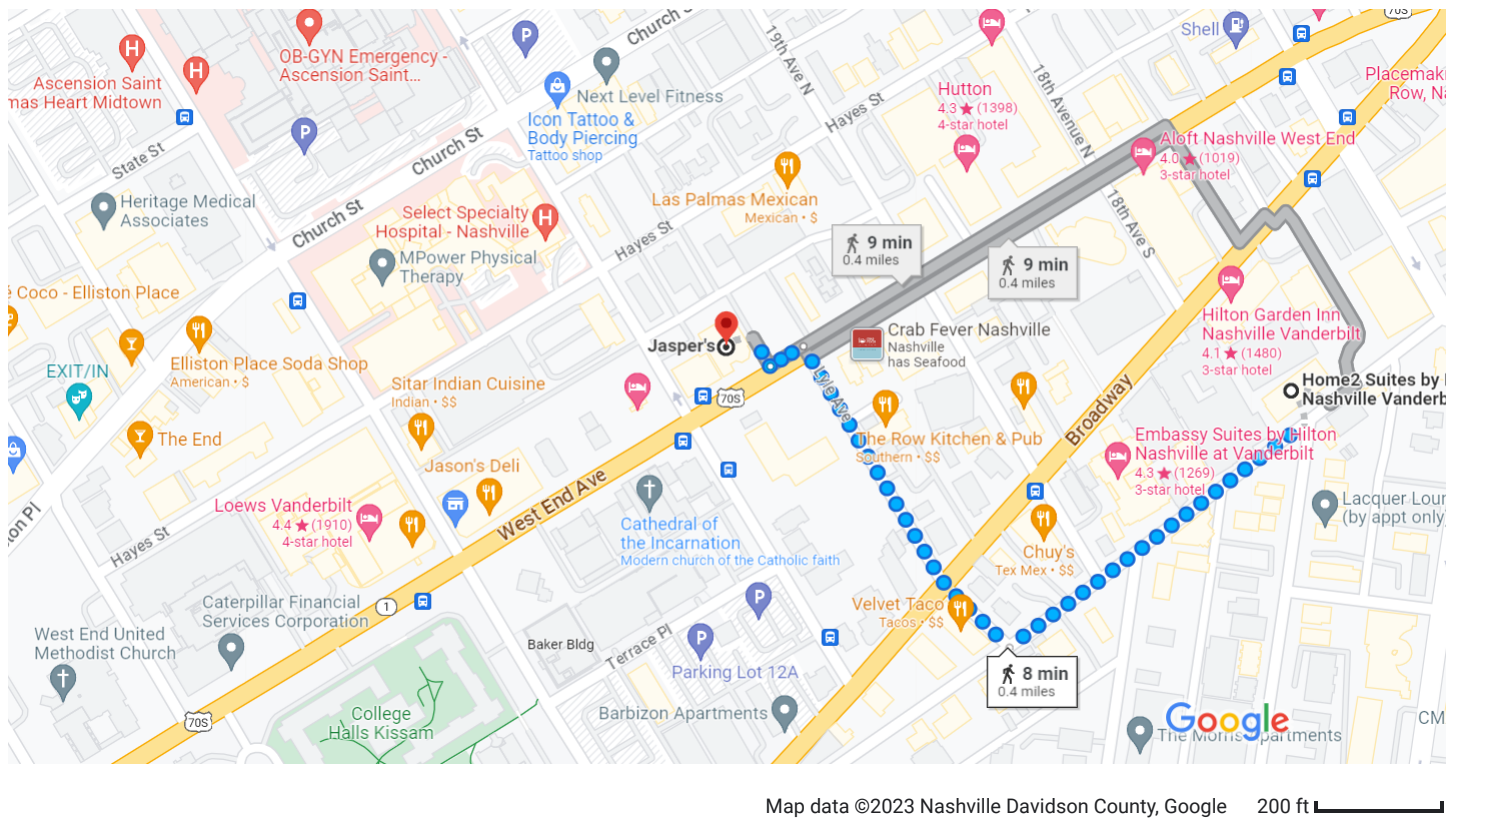 70S
Church S
19th Ave N
Shell
H
P
OB-GYN Emergency -
Ascension Saint...
H
Ascension Saint
mas Heart Midtown
Placemaki
Row, Na
Next Level Fitness
Hutton
4.3★(1398)
4-star hotel
18th Avenue N
Hayes St
Icon Tattoo &
Body Piercing
Tattoo shop
P
State St
Church St
Aloft Nashville West End
4.0★(1019)
3-star hotel
Las Palmas Mexican
Mexican • $
Heritage Medical
Associates
Select Specialty
Hospital - Nashville
H
Church St
18th Ave S
Hayes St
9 min
0.4 miles
MPower Physical
Therapy
9 min
0.4 miles
é Coco - Elliston Place
Hilton Garden Inn
Nashville Vanderbilt
4.1★(1480)
3-star hotel
Crab Fever Nashville
Nashville
has Seafood
Jasper's
Elliston Place Soda Shop
American • $
EXIT/IN
Sitar Indian Cuisine
Indian • $$
Lyle Ave
Home2 Suites by
Nashville Vanderb
70S
Broadway
The End
The Row Kitchen & Pub
Southern • $$
Embassy Suites by Hilton
Nashville at Vanderbilt
4.3★(1269)
3-star hotel
Jason's Deli
West End Ave
Loews Vanderbilt
4.4★(1910)
4-star hotel
Lacquer Lour
(by appt only)
on Pl
Hayes St
Cathedral of
the Incarnation
Modern church of the Catholic faith
Chuy's
Tex Mex • $$
Caterpillar Financial
Services Corporation
1
Velvet Taco
Tacos • $$
P
West End United
Methodist Church
Baker Bldg
Terrace Pl
P
Parking Lot 12A
8 min
0.4 miles
70S
College
Halls Kissam
Barbizon Apartments
Google
CM
The Morris Apartments
Map data ©2023 Nashville Davidson County, Google
200 ft